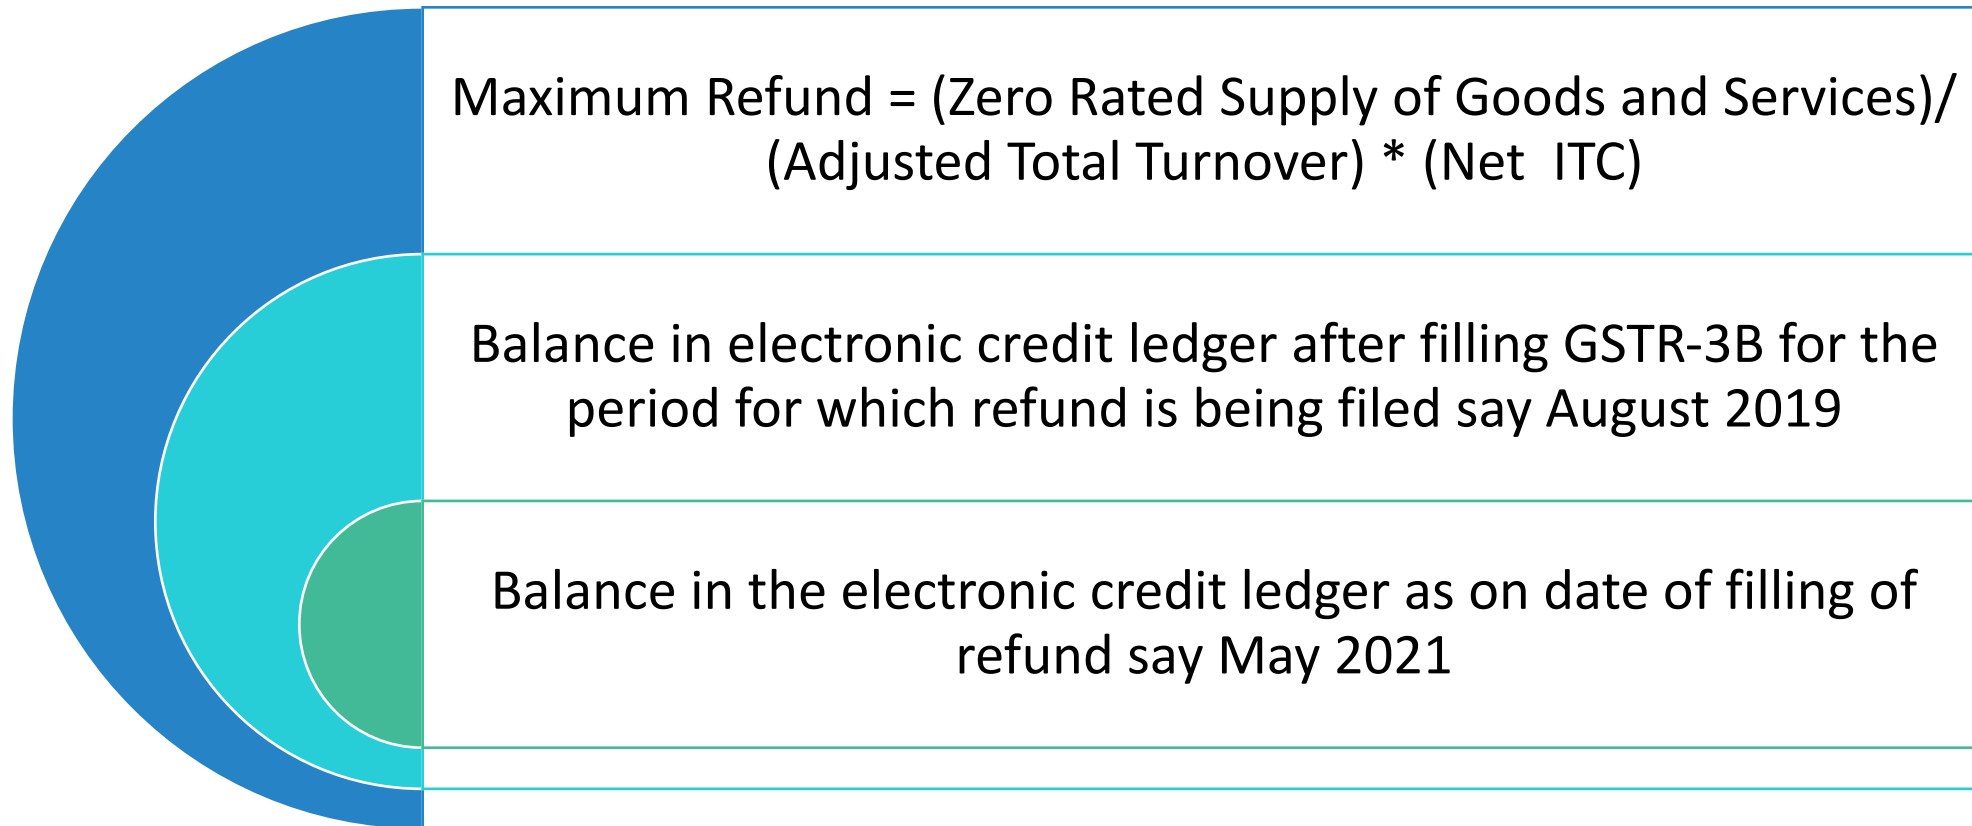 Maximum Refund = (Zero Rated Supply of Goods and Services)/
(Adjusted Total Turnover) * (Net  ITC)
Balance in electronic credit ledger after filling GSTR-3B for the
period for which refund is being filed say August 2019
Balance in the electronic credit ledger as on date of filling of
refund say May 2021